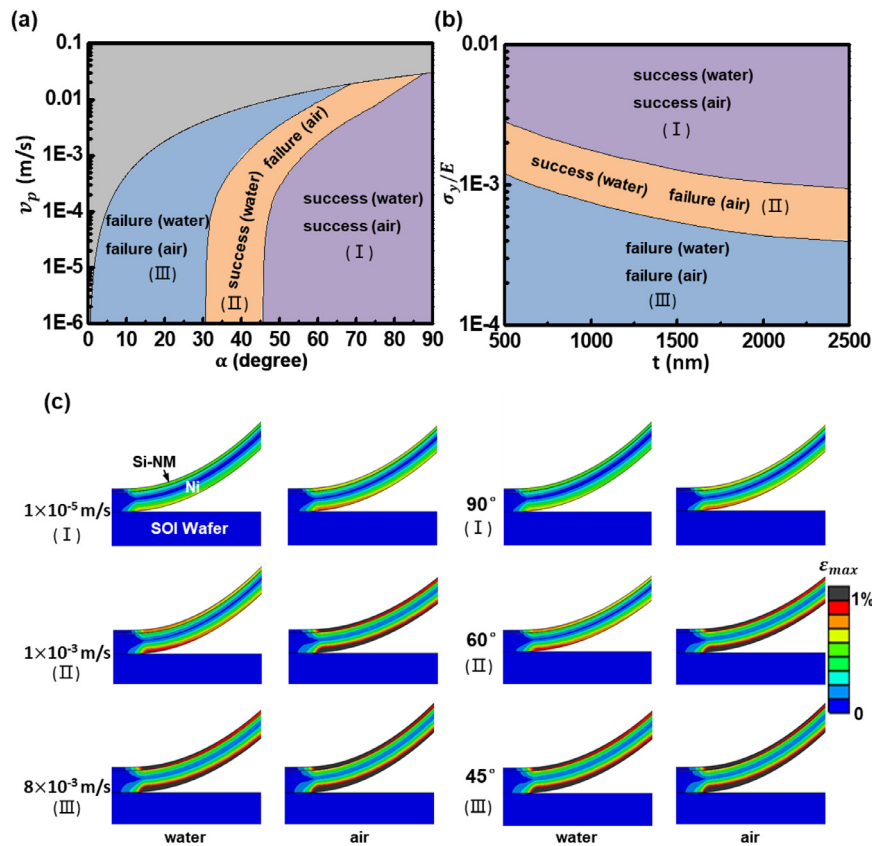 (a)
0.1
0.01
1E-3
1E-4
1E-5
1E-6
v_p (m/s)
failure (water)
failure (air)
(Ⅲ)
success (water)
failure (air)
(Ⅱ)
success (water)
success (air)
(Ⅰ)
0 10 20 30 40 50 60 70 80 90
α (degree)
(b)
0.01
1E-3
1E-4
σ_y/E
success (water)
success (air)
(Ⅰ)
success (water) failure (air) (Ⅱ)
failure (water)
failure (air)
(Ⅲ)
500 1000 1500 2000 2500
t (nm)
(c)
Si-NM
Ni
SOI Wafer
1×10⁻⁵ m/s
(Ⅰ)
90°
(Ⅰ)
1×10⁻³ m/s
(Ⅱ)
60°
(Ⅱ)
8×10⁻³ m/s
(Ⅲ)
45°
(Ⅲ)
ε_max
1%
0
water air water air